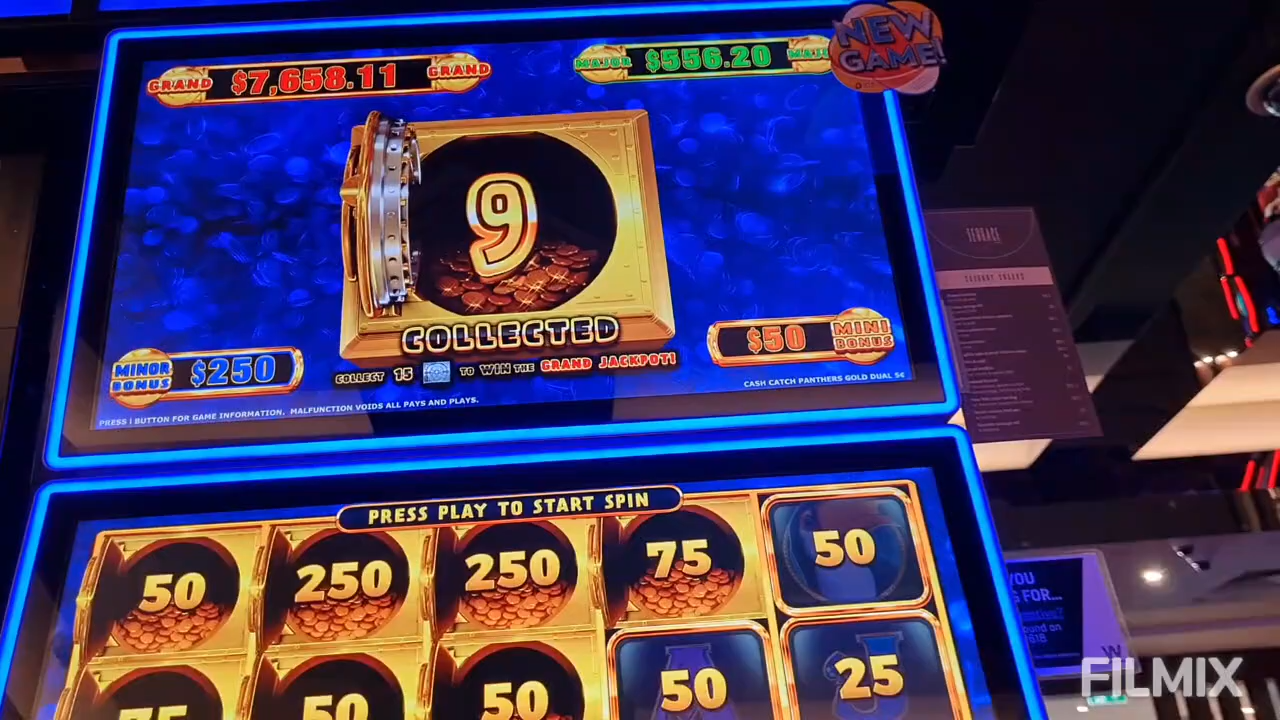 NEW GAME!
GRAND $7,658.11 GRAND
MAJOR $556.20
9
COLLECTED
MINOR BONUS $250
$50 MINI BONUS
COLLECT 15 TO WIN THE GRAND JACKPOT!
CASH CATCH PANTHERS GOLD DUAL 5¢
PRESS i BUTTON FOR GAME INFORMATION. MALFUNCTION VOIDS ALL PAYS AND PLAYS.
PRESS PLAY TO START SPIN
50 250 250 75 50
75 50 50 50 25
YOU
FOR...
FILMIX